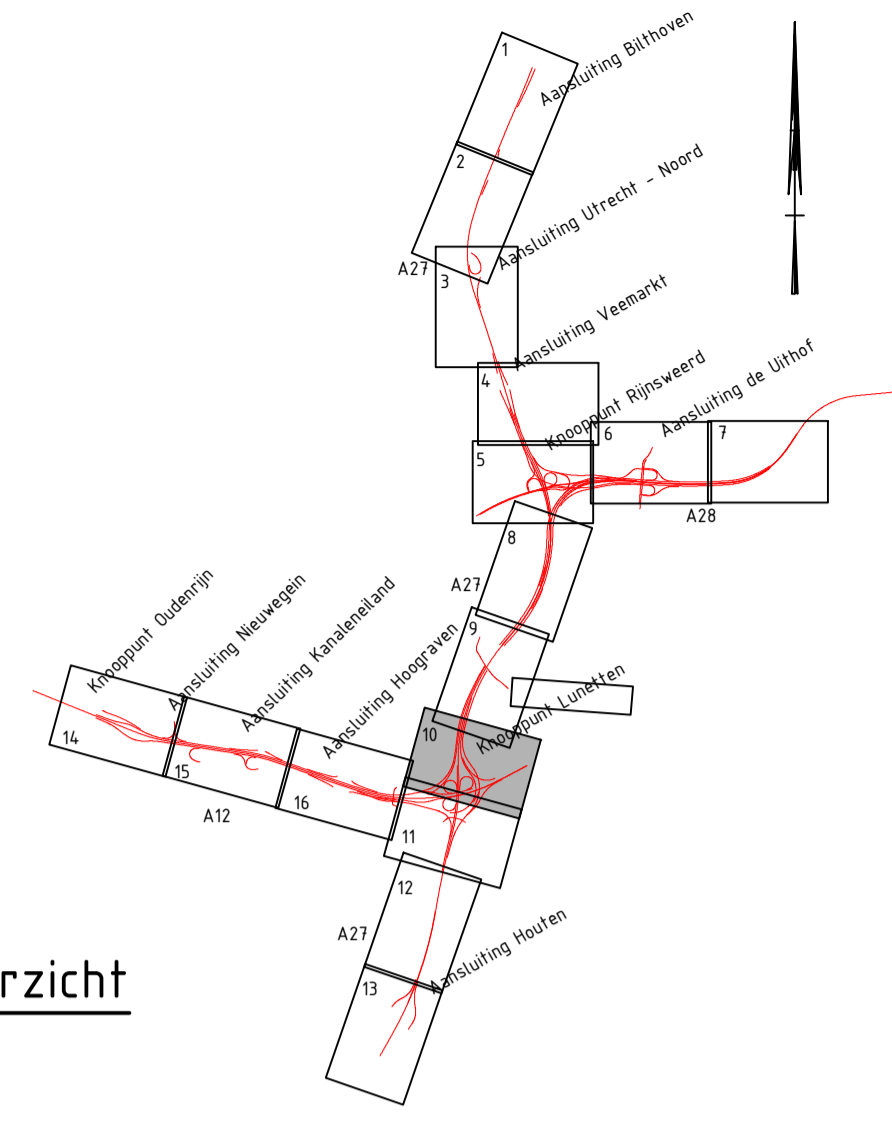 1
Aansluiting Bilthoven
2
Aansluiting Utrecht - Noord
A27
3
Aansluiting Veemarkt
4
Knooppunt Rijnsweerd
Aansluiting de Uithof
5
6
7
A28
8
A27
9
Knooppunt Oudenrijn
Aansluiting Nieuwegein
Aansluiting Kanaleneiland
Aansluiting Hoograven
Knooppunt Lunetten
10
14
15
A12
16
11
12
A27
Aansluiting Houten
13
rzicht